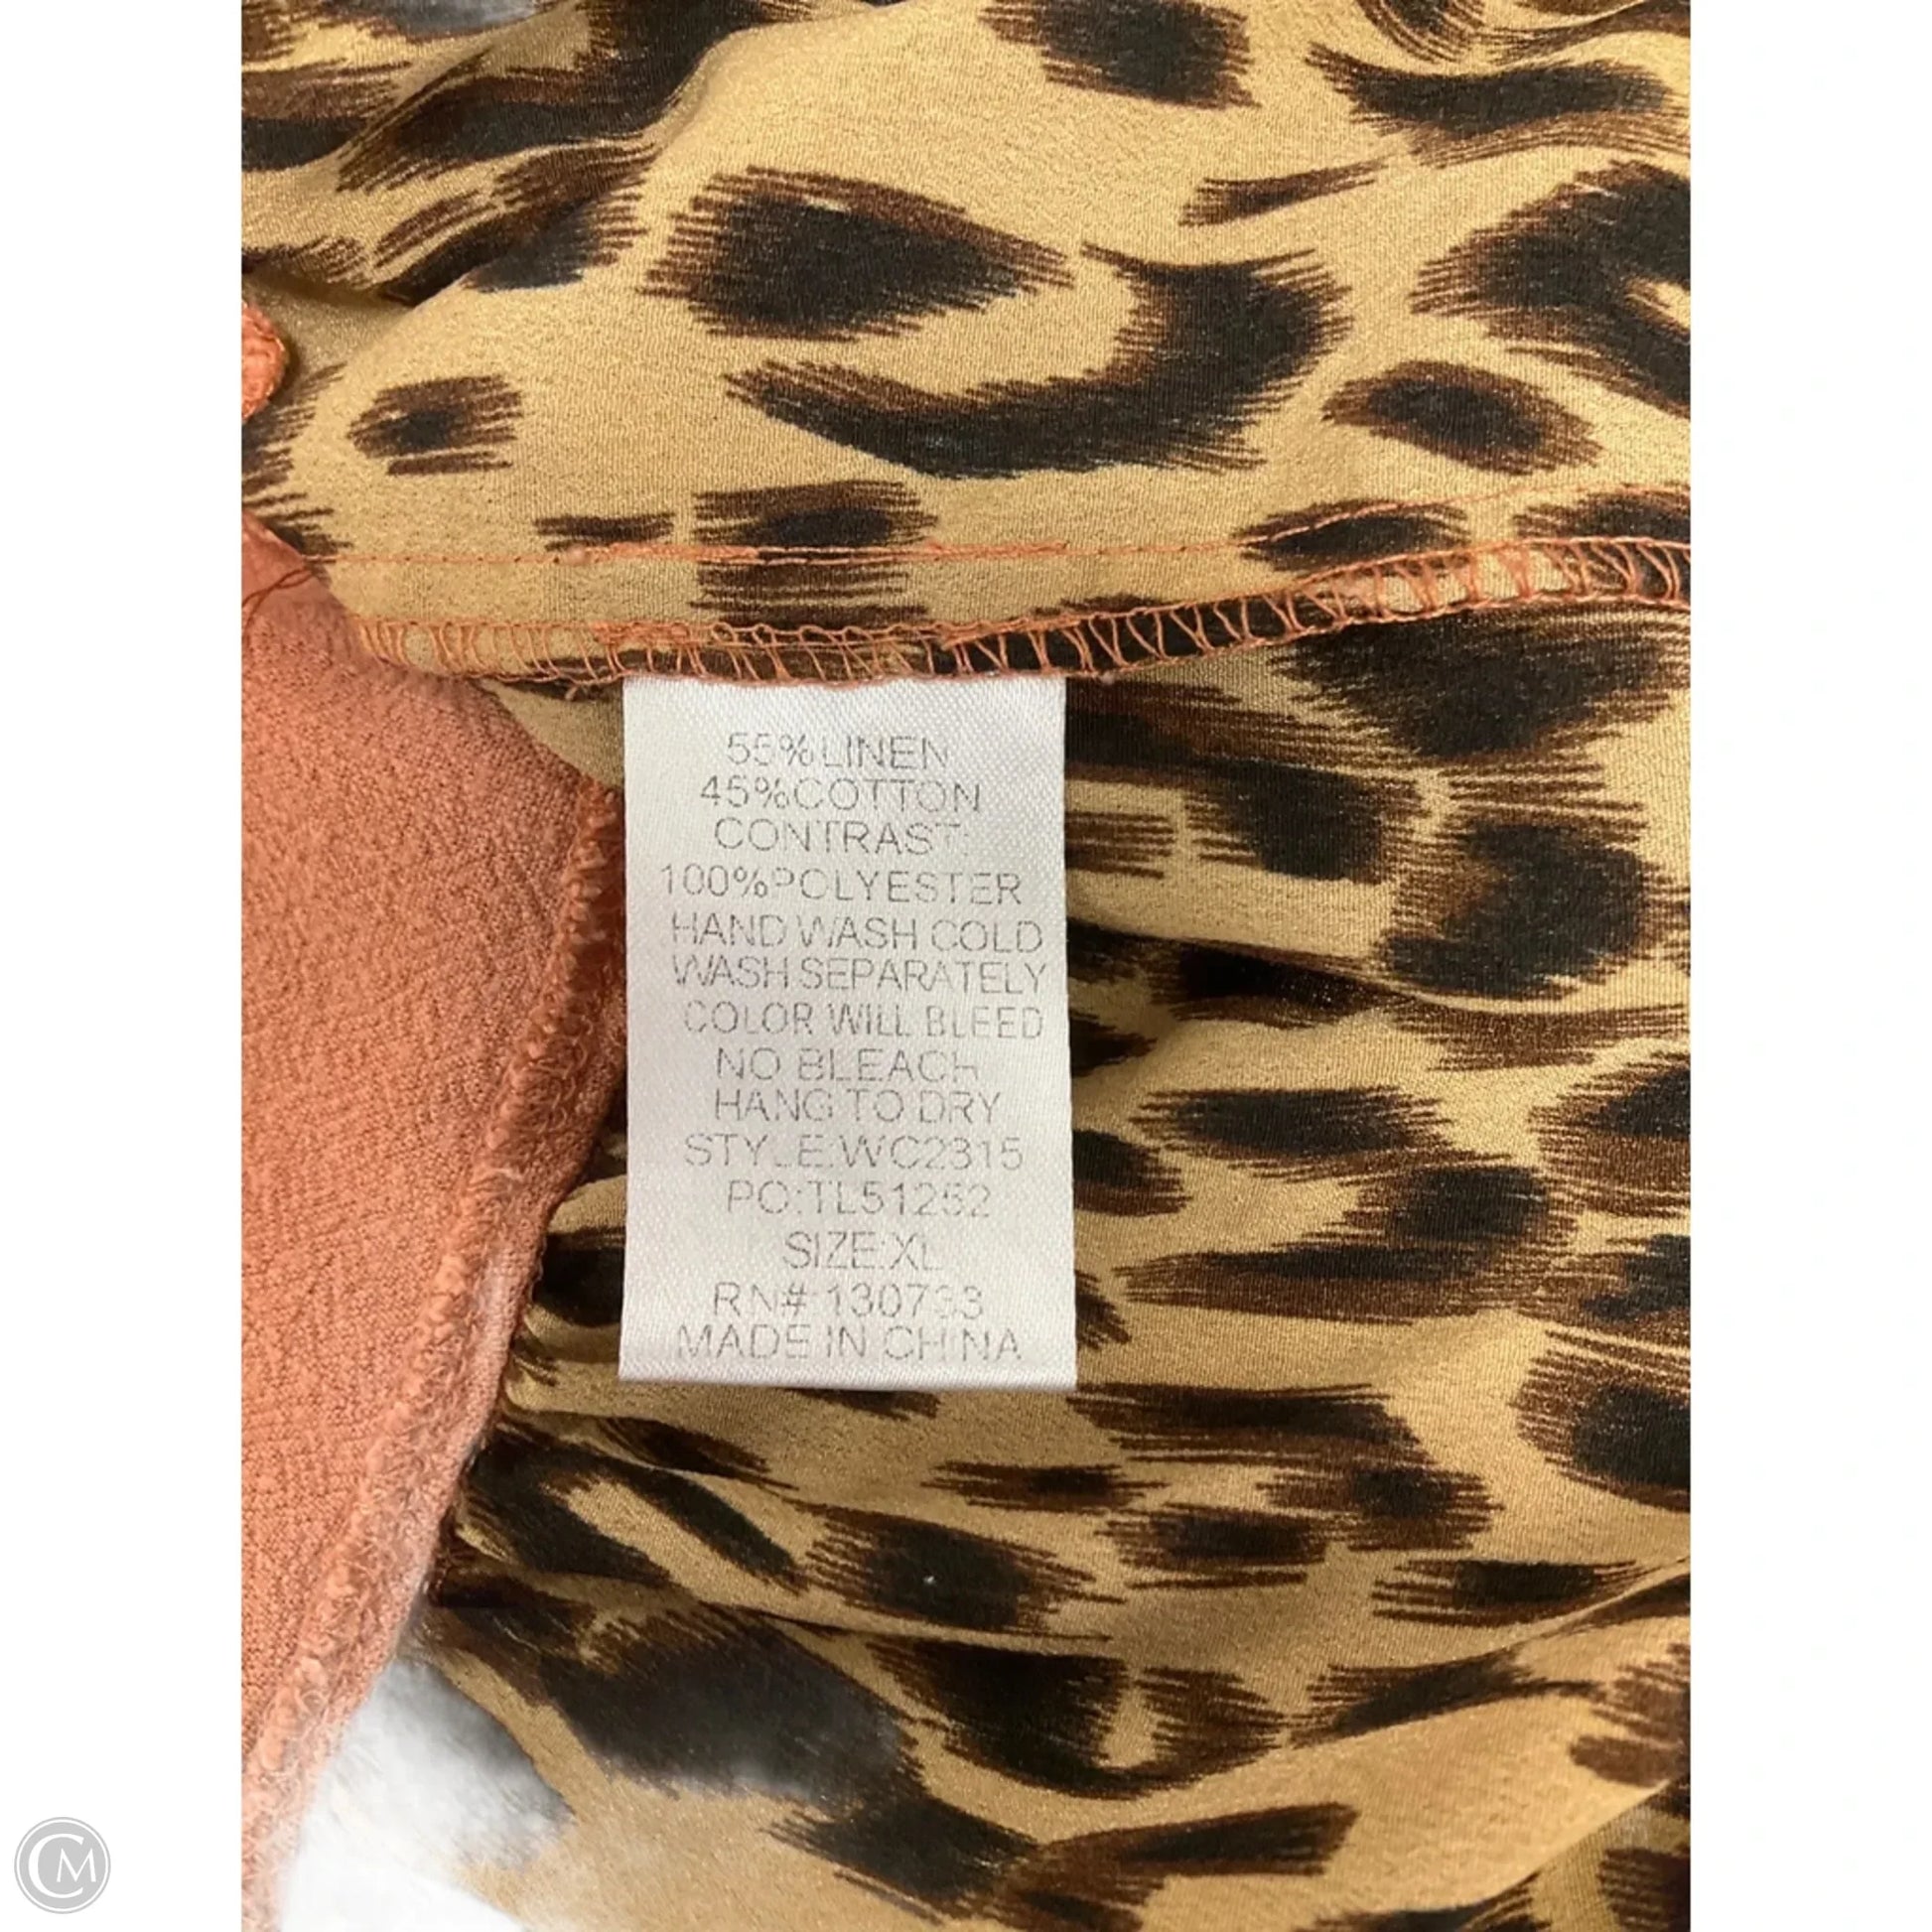 55%LINEN
45%COTTON
CONTRAST:
100%POLYESTER
HAND WASH COLD
WASH SEPARATELY
COLOR WILL BLEED
NO BLEACH
HANG TO DRY
STYLE:WC2315
PO:TL51252
SIZE:XL
RN# 130733
MADE IN CHINA
CM